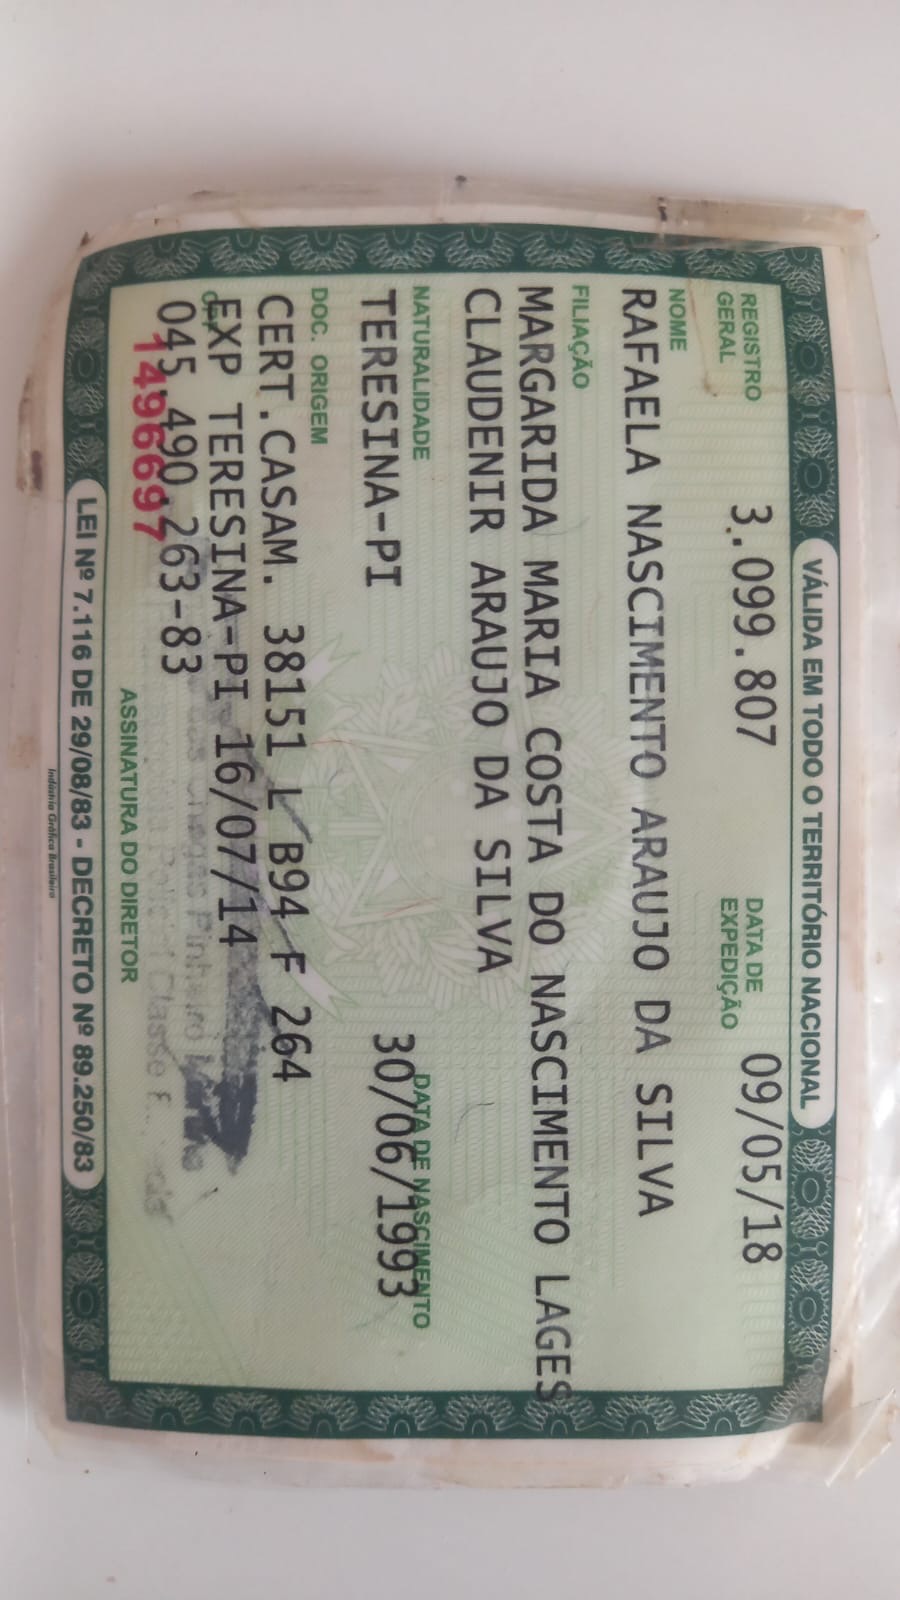 VÁLIDA EM TODO O TERRITÓRIO NACIONAL
REGISTRO GERAL 3.099.807 DATA DE EXPEDIÇÃO 09/05/18
NOME
RAFAELA NASCIMENTO ARAUJO DA SILVA
FILIAÇÃO
MARGARIDA MARIA COSTA DO NASCIMENTO LAGES
CLAUDENIR ARAUJO DA SILVA
NATURALIDADE DATA DE NASCIMENTO
TERESINA-PI 30/06/1993
DOC. ORIGEM
CERT.CASAM. 38151 L B94 F 264
EXP TERESINA-PI 16/07/14
CPF
045.490.263-83
1496697
Chagas Pinheiro
ASSINATURA DO DIRETOR
LEI Nº 7.116 DE 29/08/83 - DECRETO Nº 89.250/83
Indústria Gráfica Brasileira